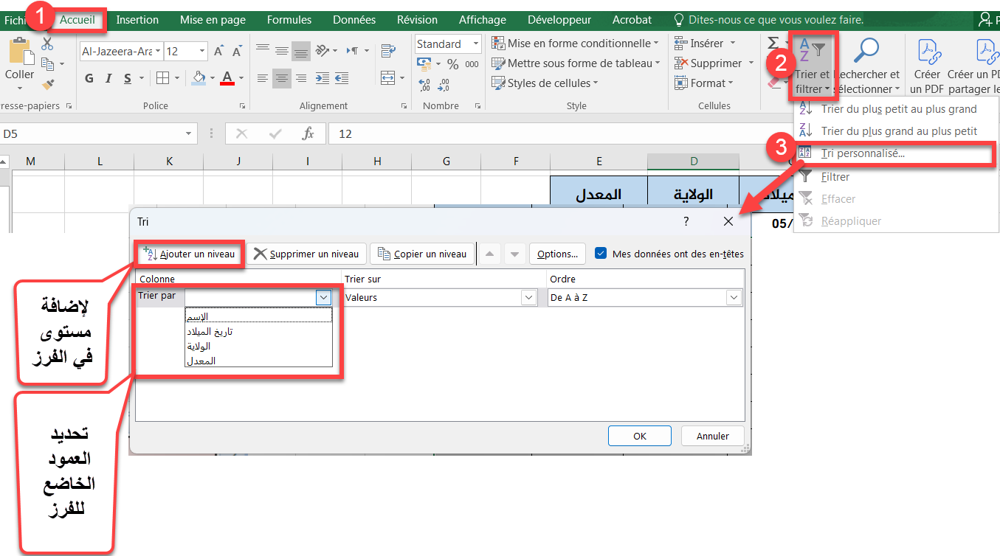 1
Accueil Insertion Mise en page Formules Données Révision Affichage Développeur Acrobat Dites-nous ce que vous voulez faire.
Coller
Al-Jazeera-Ara 12
G I S A
Standard
% 000
Mise en forme conditionnelle
Mettre sous forme de tableau
Styles de cellules
Insérer
Supprimer
Format
2
Trier et
filtrer
Rechercher et
sélectionner
Créer
un PDF
Créer un
partager
Police Alignement Nombre Style Cellules
Trier du plus petit au plus grand
Trier du plus grand au plus petit
3
Tri personnalisé...
Filtrer
Effacer
Réappliquer
D5 fx 12
M L K J I H G F E D
المعدل
الولاية
05/
Tri ? ×
Ajouter un niveau Supprimer un niveau Copier un niveau Options... Mes données ont des en-têtes
Colonne Trier sur Ordre
Trier par Valeurs De A à Z
الإسم
تاريخ الميلاد
الولاية
المعدل
OK Annuler
لإضافة
مستوى
في الفرز
تحديد
العمود
الخاضع
للفرز